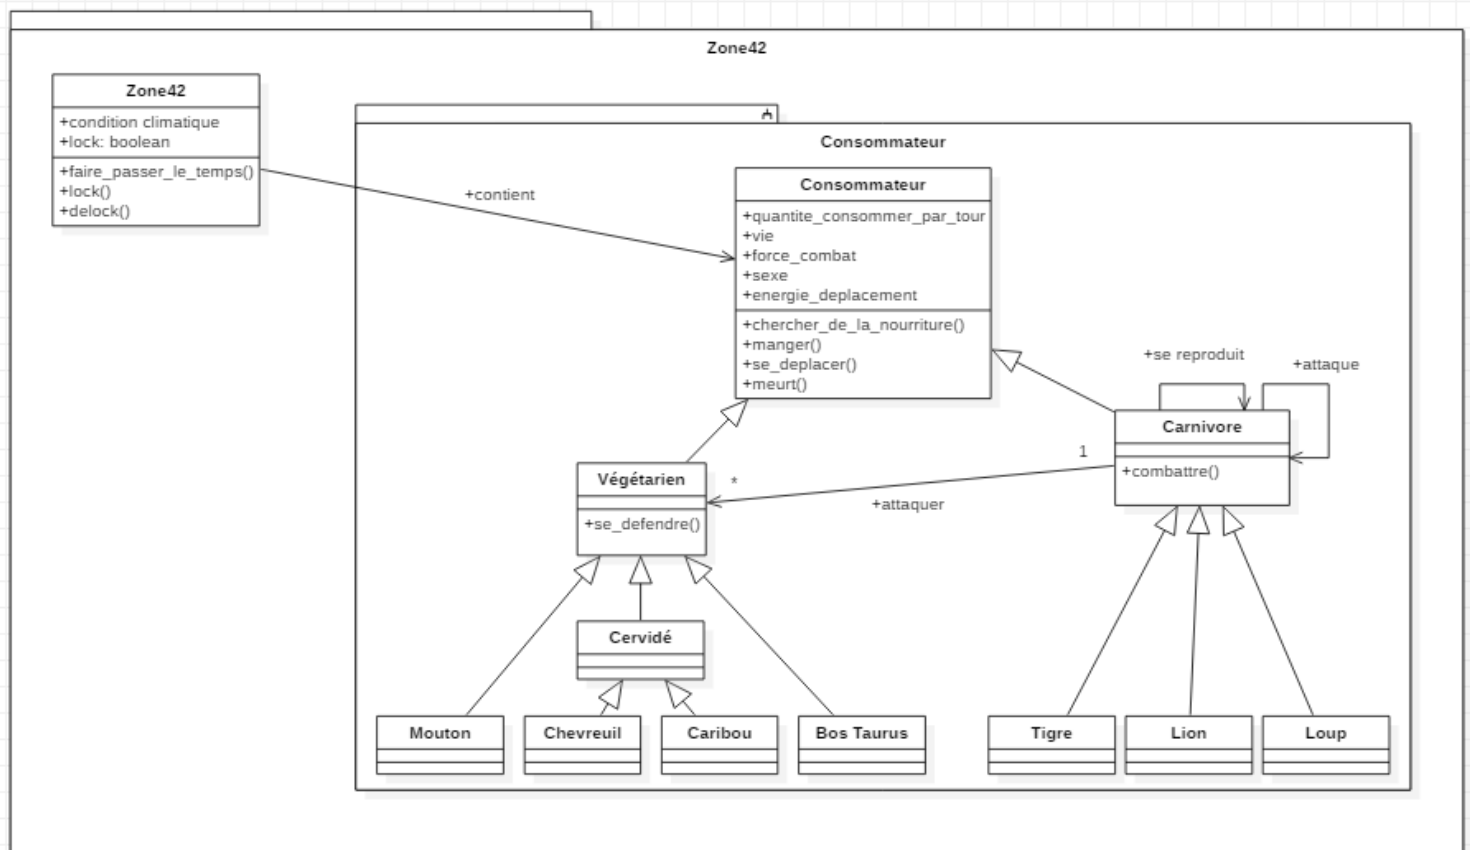 Zone42
Zone42
+condition climatique
+lock: boolean
+faire_passer_le_temps()
+lock()
+delock()
+contient
Consommateur
Consommateur
+quantite_consommer_par_tour
+vie
+force_combat
+sexe
+energie_deplacement
+chercher_de_la_nourriture()
+manger()
+se_deplacer()
+meurt()
+se reproduit
+attaque
Carnivore
+combattre()
1
*
+attaquer
Végétarien
+se_defendre()
Cervidé
Mouton
Chevreuil
Caribou
Bos Taurus
Tigre
Lion
Loup